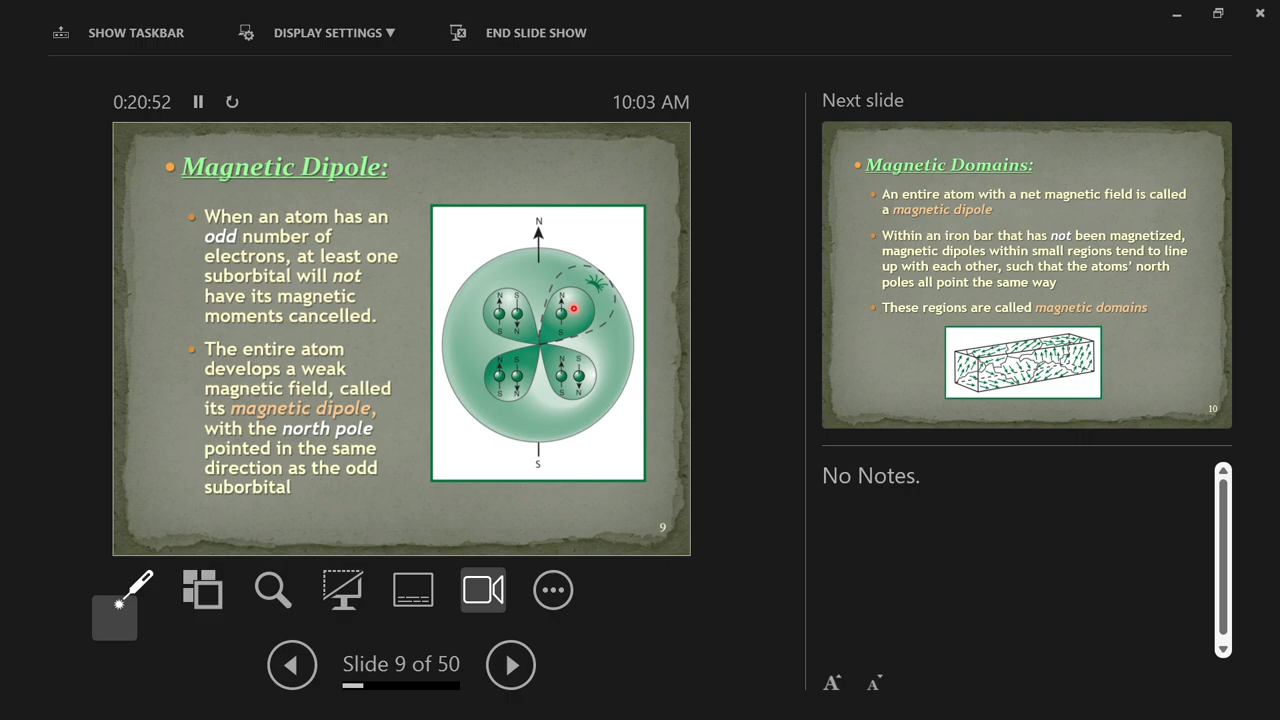 SHOW TASKBAR
DISPLAY SETTINGS ▼
END SLIDE SHOW
0:20:52
10:03 AM
• Magnetic Dipole:
• When an atom has an
odd number of
electrons, at least one
suborbital will not
have its magnetic
moments cancelled.
• The entire atom
develops a weak
magnetic field, called
its magnetic dipole,
with the north pole
pointed in the same
direction as the odd
suborbital
N
N S
N
S N
S
N S
N S
S N
S N
S
9
Slide 9 of 50
Next slide
• Magnetic Domains:
• An entire atom with a net magnetic field is called
a magnetic dipole
• Within an iron bar that has not been magnetized,
magnetic dipoles within small regions tend to line
up with each other, such that the atoms' north
poles all point the same way
• These regions are called magnetic domains
10
No Notes.
A A